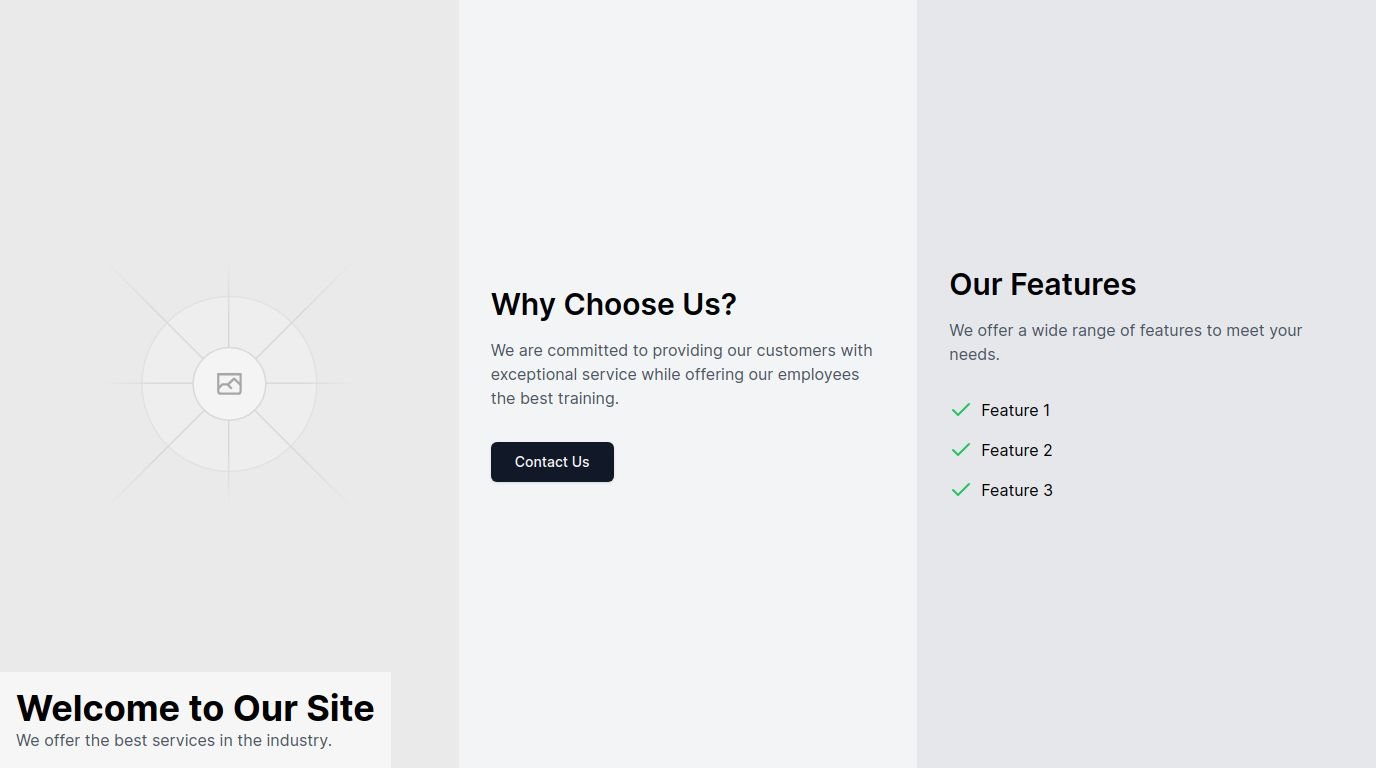 Welcome to Our Site
We offer the best services in the industry.
Why Choose Us?
We are committed to providing our customers with
exceptional service while offering our employees
the best training.
Contact Us
Our Features
We offer a wide range of features to meet your
needs.
Feature 1
Feature 2
Feature 3